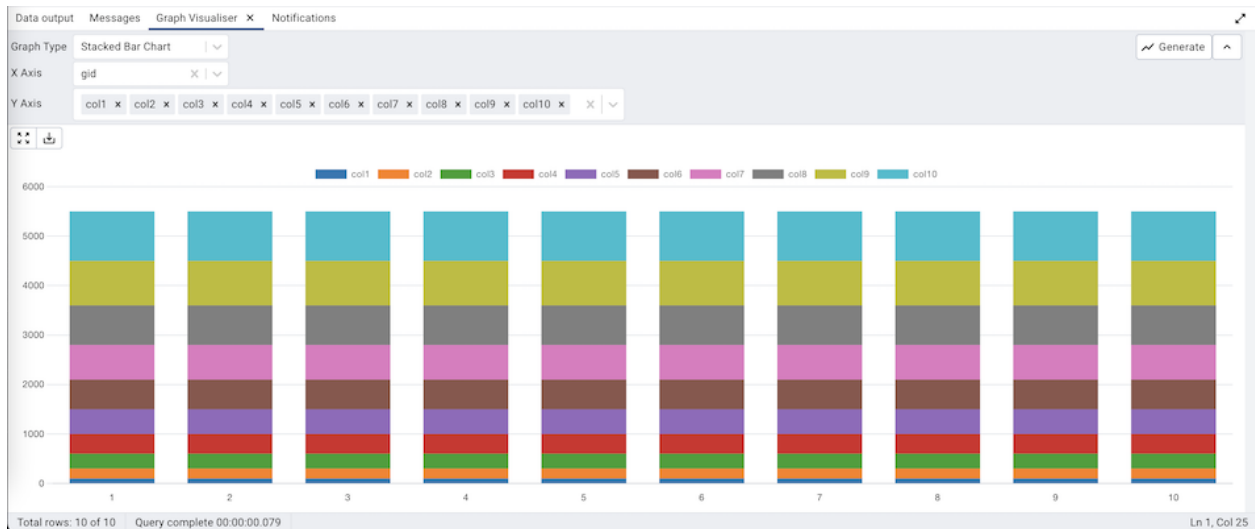 Data output Messages Graph Visualiser × Notifications
Graph Type Stacked Bar Chart Generate
X Axis gid ×
Y Axis col1 × col2 × col3 × col4 × col5 × col6 × col7 × col8 × col9 × col10 × ×
col1 col2 col3 col4 col5 col6 col7 col8 col9 col10
6000
5000
4000
3000
2000
1000
0
1 2 3 4 5 6 7 8 9 10
Total rows: 10 of 10 Query complete 00:00:00.079 Ln 1, Col 25